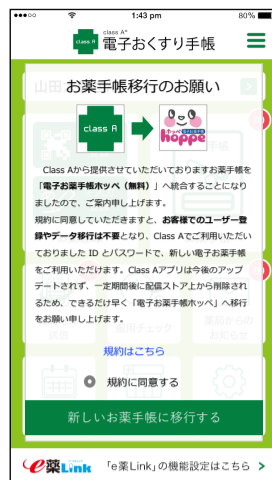 1:43 pm
80%
class A
class A
電子おくすり手帳
お薬手帳移行のお願い
class A
ホッペ
hoppe
Class Aから提供させていただいておりますお薬手帳を
「電子お薬手帳ホッペ（無料）」へ統合することになり
ましたので、ご案内申し上げます。
規約に同意していただきますと、お客様でのユーザー登
録やデータ移行は不要となり、Class Aでご利用いただい
ておりました ID とパスワードで、新しい電子お薬手帳
をご利用いただけます。Class Aアプリは今後のアップ
デートされず、一定期間後に配信ストア上から削除され
るため、できるだけ早く「電子お薬手帳ホッペ」へ移行
をお願い申し上げます。
規約はこちら
規約に同意する
新しいお薬手帳に移行する
e薬Link 「e薬Link」の機能設定はこちら >